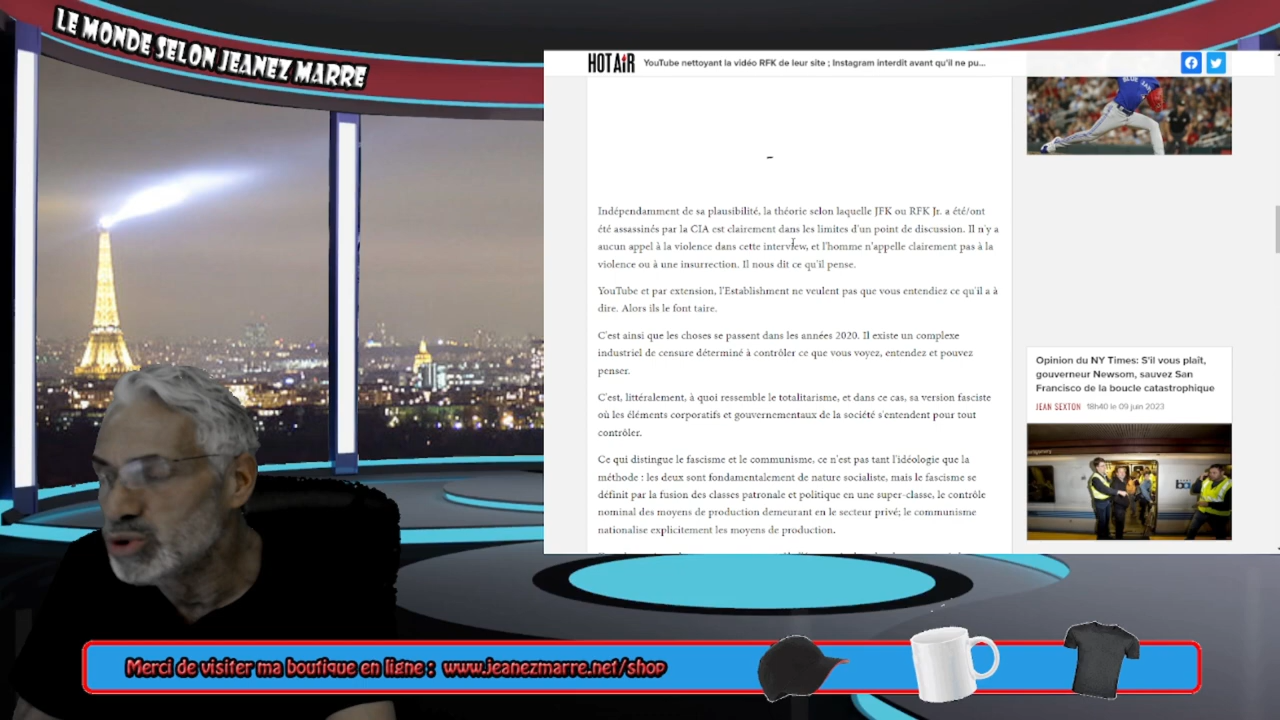 LE MONDE SELON JEANEZ MARRE
HOTAIR
YouTube nettoyant la vidéo RFK de leur site ; Instagram interdit avant qu'il ne pu...
Indépendamment de sa plausibilité, la théorie selon laquelle JFK ou RFK Jr. a été/ont
été assassinés par la CIA est clairement dans les limites d'un point de discussion. Il n'y a
aucun appel à la violence dans cette interview, et l'homme n'appelle clairement pas à la
violence ou à une insurrection. Il nous dit ce qu'il pense.
YouTube et par extension, l'Establishment ne veulent pas que vous entendiez ce qu'il a à
dire. Alors ils le font taire.
C'est ainsi que les choses se passent dans les années 2020. Il existe un complexe
industriel de censure déterminé à contrôler ce que vous voyez, entendez et pouvez
penser.
C'est, littéralement, à quoi ressemble le totalitarisme, et dans ce cas, sa version fasciste
où les éléments corporatifs et gouvernementaux de la société s'entendent pour tout
contrôler.
Ce qui distingue le fascisme et le communisme, ce n'est pas tant l'idéologie que la
méthode : les deux sont fondamentalement de nature socialiste, mais le fascisme se
définit par la fusion des classes patronale et politique en une super-classe, le contrôle
nominal des moyens de production demeurant en le secteur privé; le communisme
nationalise explicitement les moyens de production.
Opinion du NY Times: S'il vous plaît,
gouverneur Newsom, sauvez San
Francisco de la boucle catastrophique
JEAN SEXTON 18h40 le 09 juin 2023
Merci de visiter ma boutique en ligne : www.jeanezmarre.net/shop